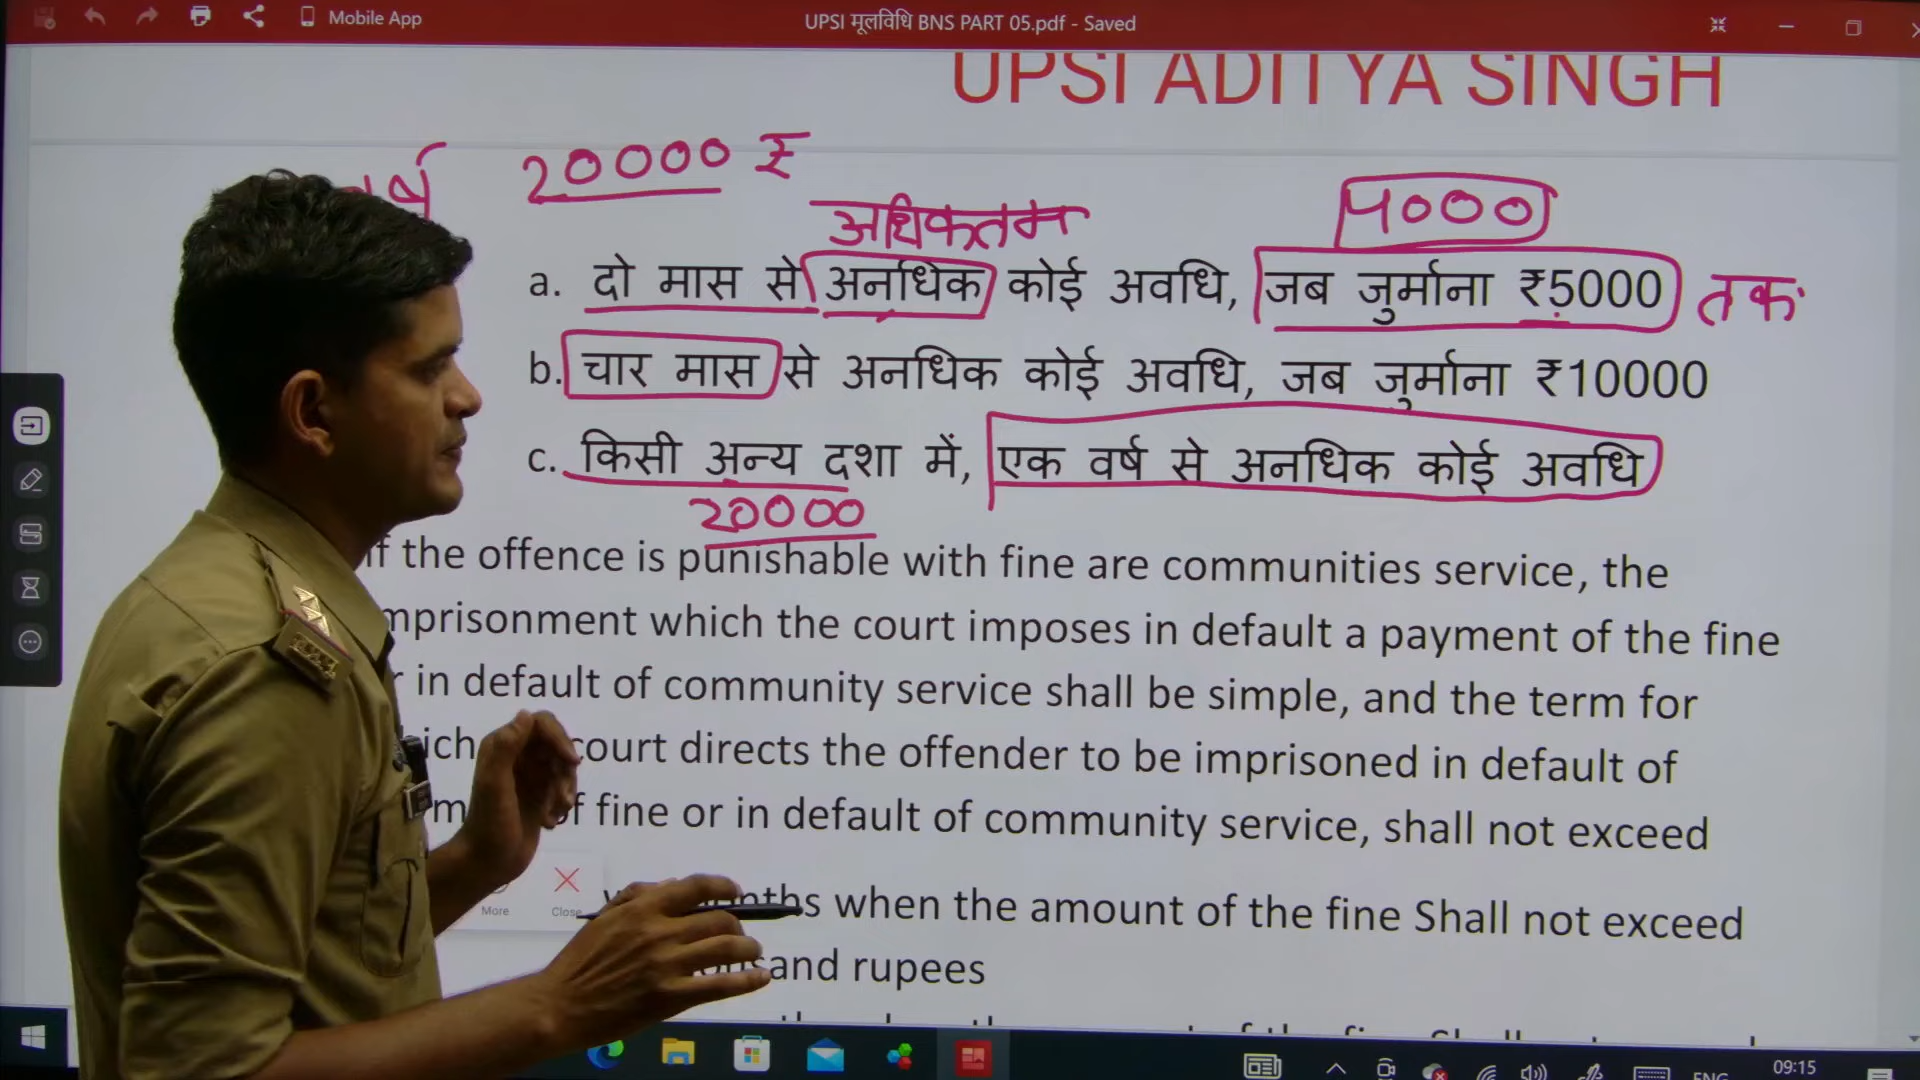 Mobile App
UPSI मूलविधि BNS PART 05.pdf - Saved
UPSI ADITYA SINGH
20000 ₹
अधिकतम
4000
a. दो मास से अनधिक कोई अवधि, जब जुर्माना ₹5000 तक
b. चार मास से अनधिक कोई अवधि, जब जुर्माना ₹10000
c. किसी अन्य दशा में, एक वर्ष से अनधिक कोई अवधि
20000
If the offence is punishable with fine are communities service, the
mprisonment which the court imposes in default a payment of the fine
r in default of community service shall be simple, and the term for
court directs the offender to be imprisoned in default of
of fine or in default of community service, shall not exceed
when the amount of the fine Shall not exceed
rupees
More
Close
ENG
09:15